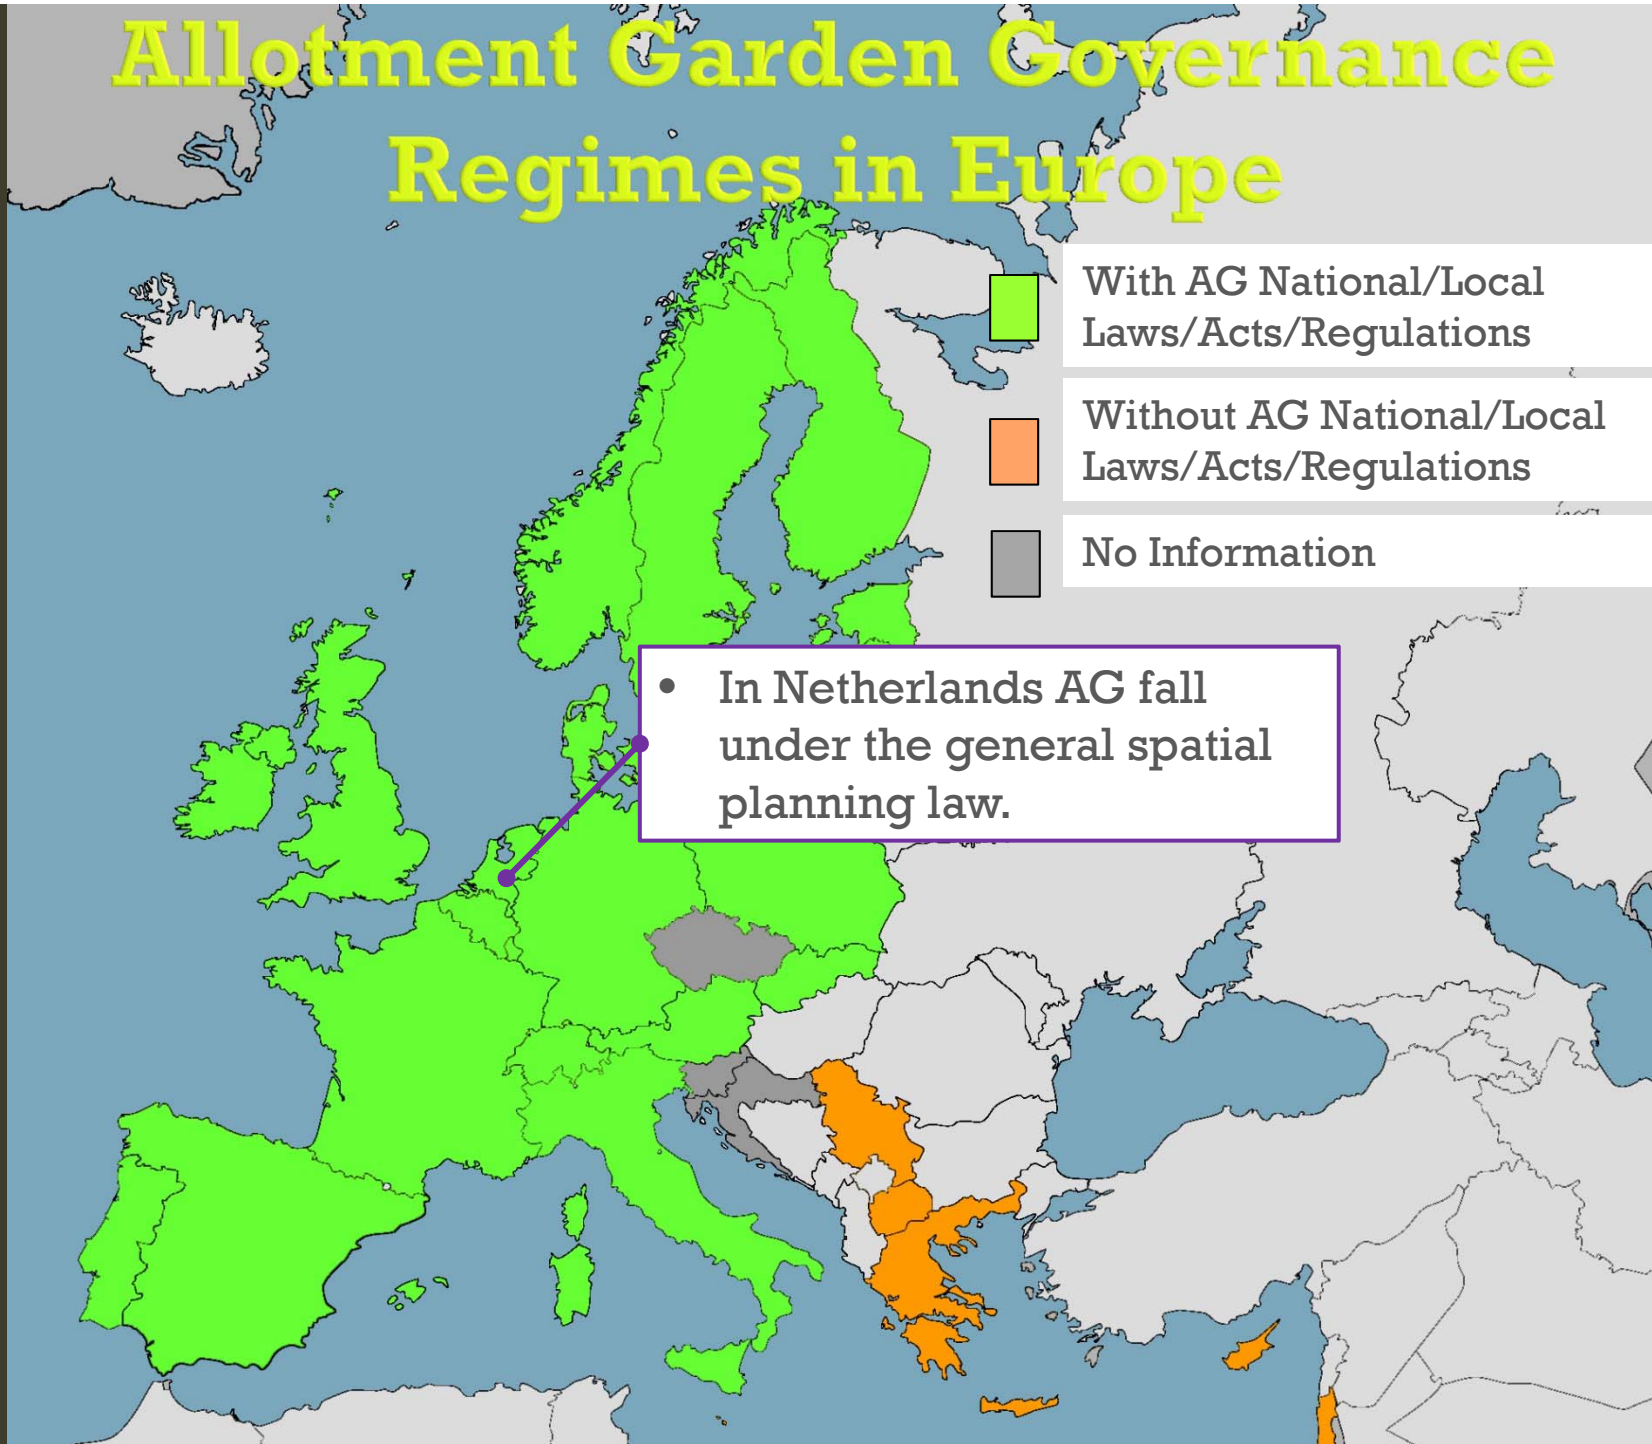 Allotment Garden Governance
Regimes in Europe
With AG National/Local
Laws/Acts/Regulations
Without AG National/Local
Laws/Acts/Regulations
No Information
• In Netherlands AG fall
under the general spatial
planning law.